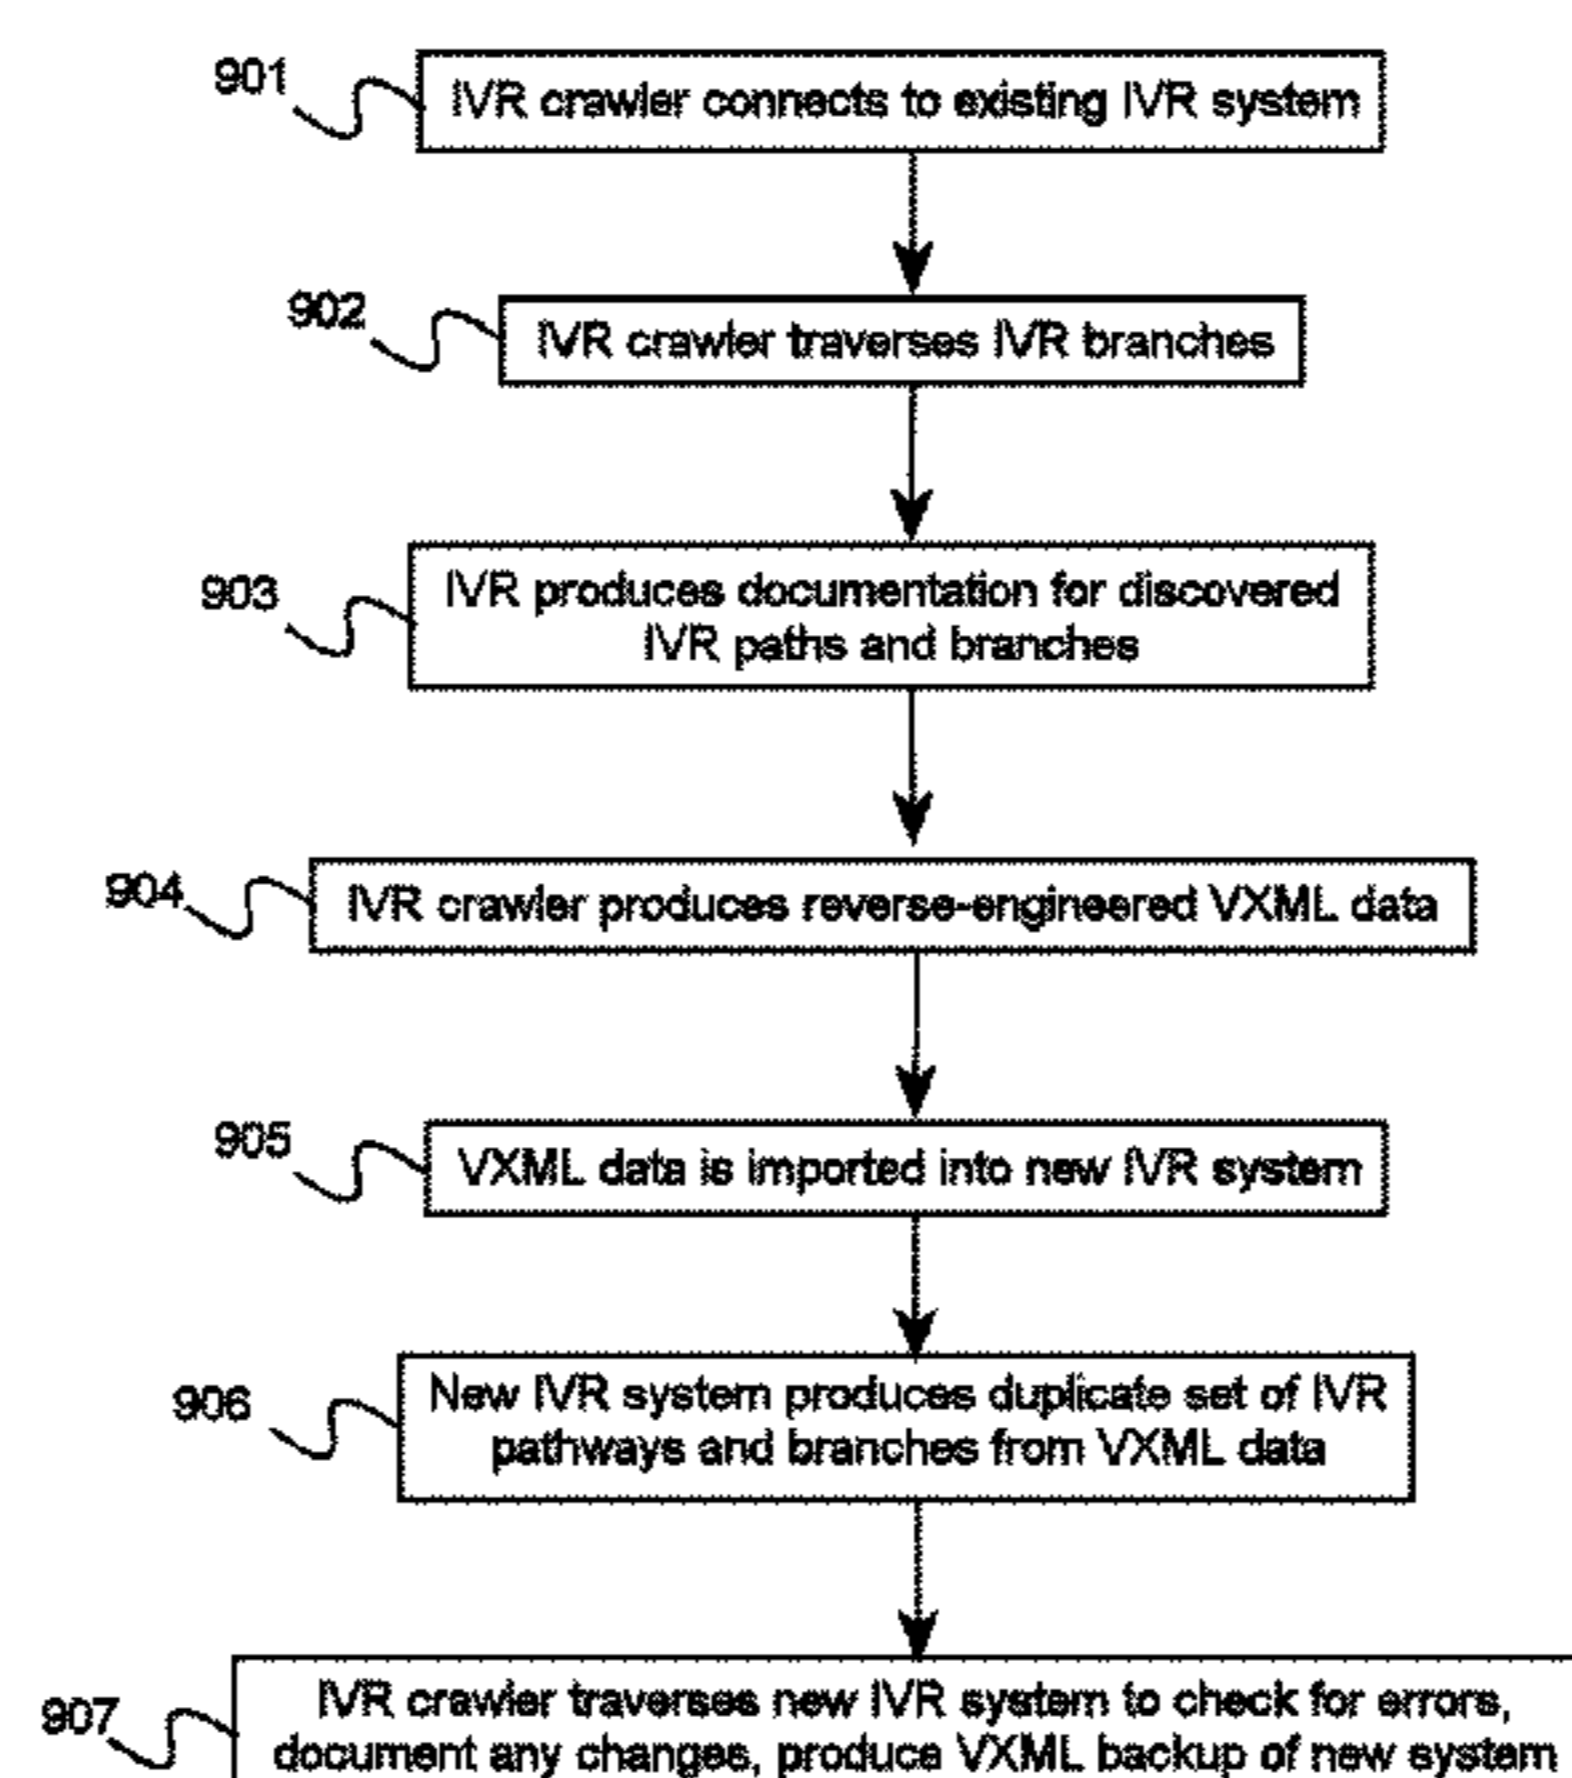 901
IVR crawler connects to existing IVR system
902
IVR crawler traverses IVR branches
903
IVR produces documentation for discovered
IVR paths and branches
904
IVR crawler produces reverse-engineered VXML data
905
VXML data is imported into new IVR system
906
New IVR system produces duplicate set of IVR
pathways and branches from VXML data
907
IVR crawler traverses new IVR system to check for errors,
document any changes, produce VXML backup of new system